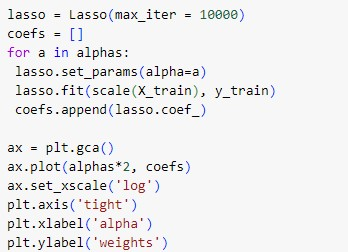 lasso = Lasso(max_iter = 10000)
coefs = []
for a in alphas:
 lasso.set_params(alpha=a)
 lasso.fit(scale(X_train), y_train)
 coefs.append(lasso.coef_)

ax = plt.gca()
ax.plot(alphas*2, coefs)
ax.set_xscale('log')
plt.axis('tight')
plt.xlabel('alpha')
plt.ylabel('weights')